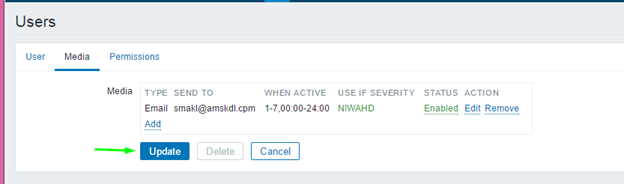 Users
User Media Permissions
Media TYPE SEND TO WHEN ACTIVE USE IF SEVERITY STATUS ACTION
Email smakl@amskdl.cpm 1-7,00:00-24:00 NIWAHD Enabled Edit Remove
Add
Update Delete Cancel